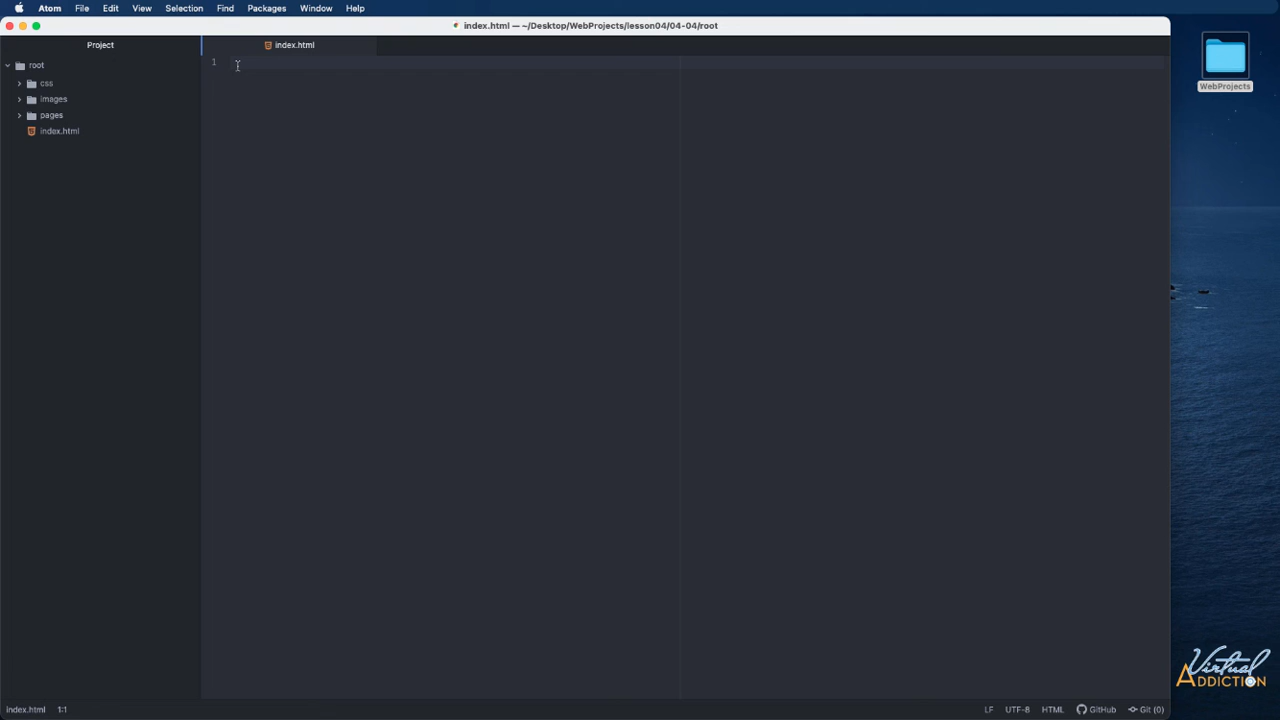 Atom File Edit View Selection Find Packages Window Help
index.html — ~/Desktop/WebProjects/lesson04/04-04/root
Project
index.html
root
css
images
pages
index.html
1
WebProjects
Virtual
ADDICTION
index.html 1:1 LF UTF-8 HTML GitHub Git (0)